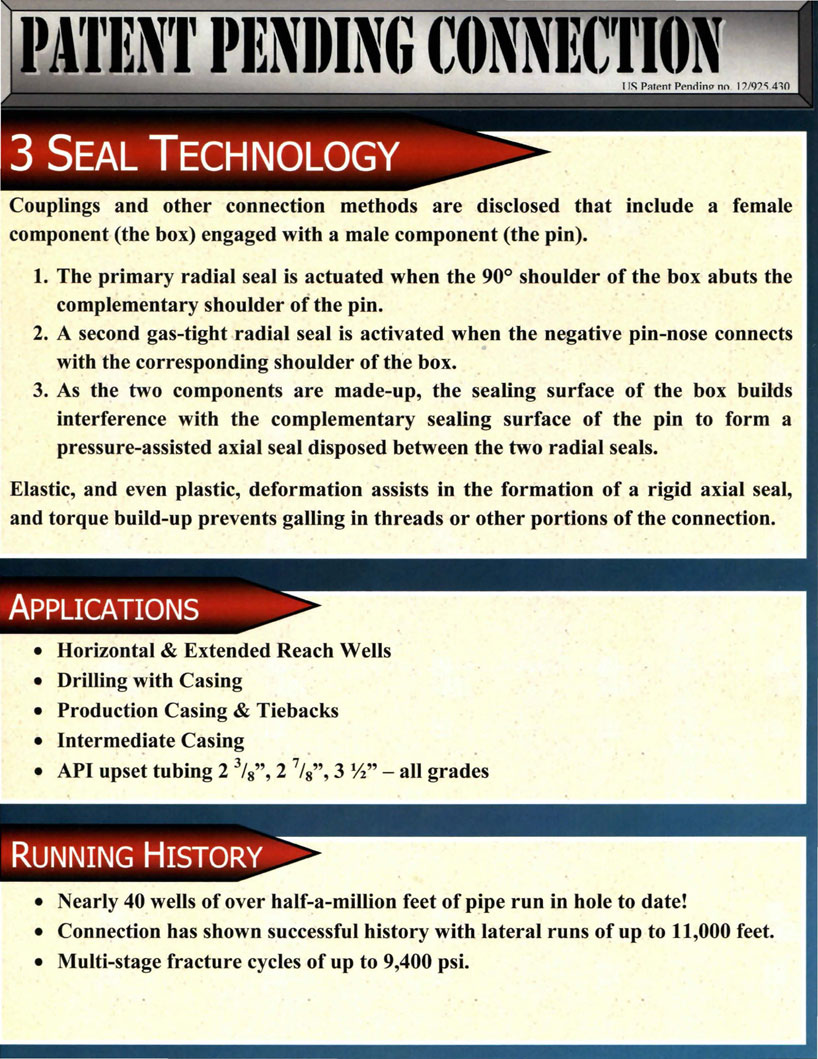 PATENT PENDING CONNECTION
US Patent Pending no. 12/925,430
3 SEAL TECHNOLOGY
Couplings and other connection methods are disclosed that include a female
component (the box) engaged with a male component (the pin).
1. The primary radial seal is actuated when the 90° shoulder of the box abuts the
complementary shoulder of the pin.
2. A second gas-tight radial seal is activated when the negative pin-nose connects
with the corresponding shoulder of the box.
3. As the two components are made-up, the sealing surface of the box builds
interference with the complementary sealing surface of the pin to form a
pressure-assisted axial seal disposed between the two radial seals.
Elastic, and even plastic, deformation assists in the formation of a rigid axial seal,
and torque build-up prevents galling in threads or other portions of the connection.
APPLICATIONS
• Horizontal & Extended Reach Wells
• Drilling with Casing
• Production Casing & Tiebacks
• Intermediate Casing
• API upset tubing 2 3/8”, 2 7/8”, 3 ½” – all grades
RUNNING HISTORY
• Nearly 40 wells of over half-a-million feet of pipe run in hole to date!
• Connection has shown successful history with lateral runs of up to 11,000 feet.
• Multi-stage fracture cycles of up to 9,400 psi.